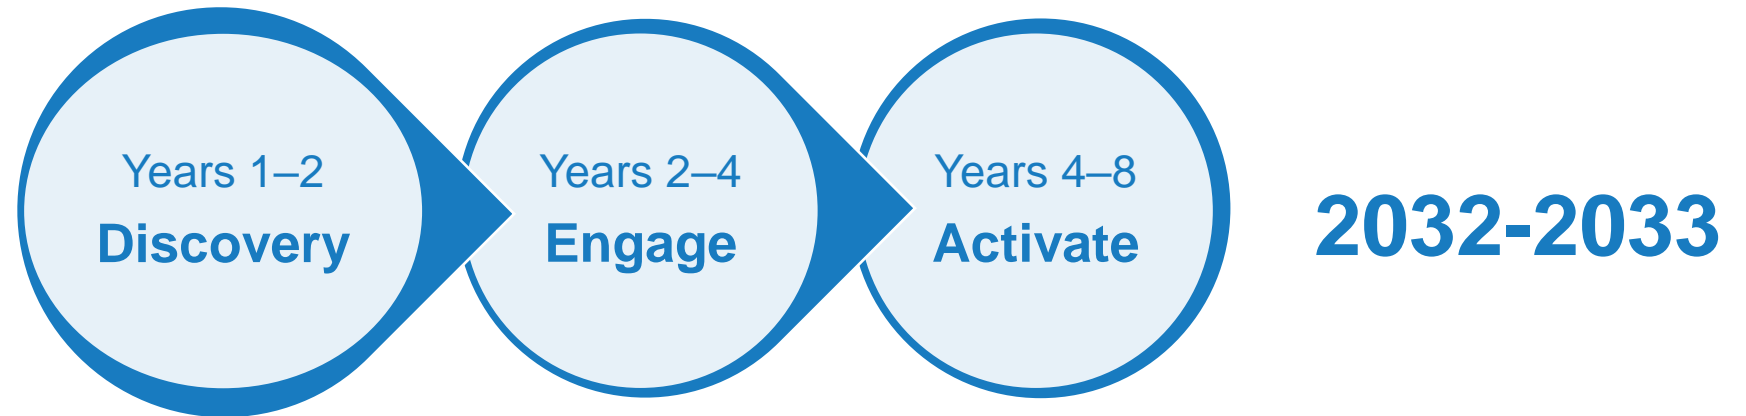 Years 1–2
Discovery
Years 2–4
Engage
Years 4–8
Activate
2032-2033